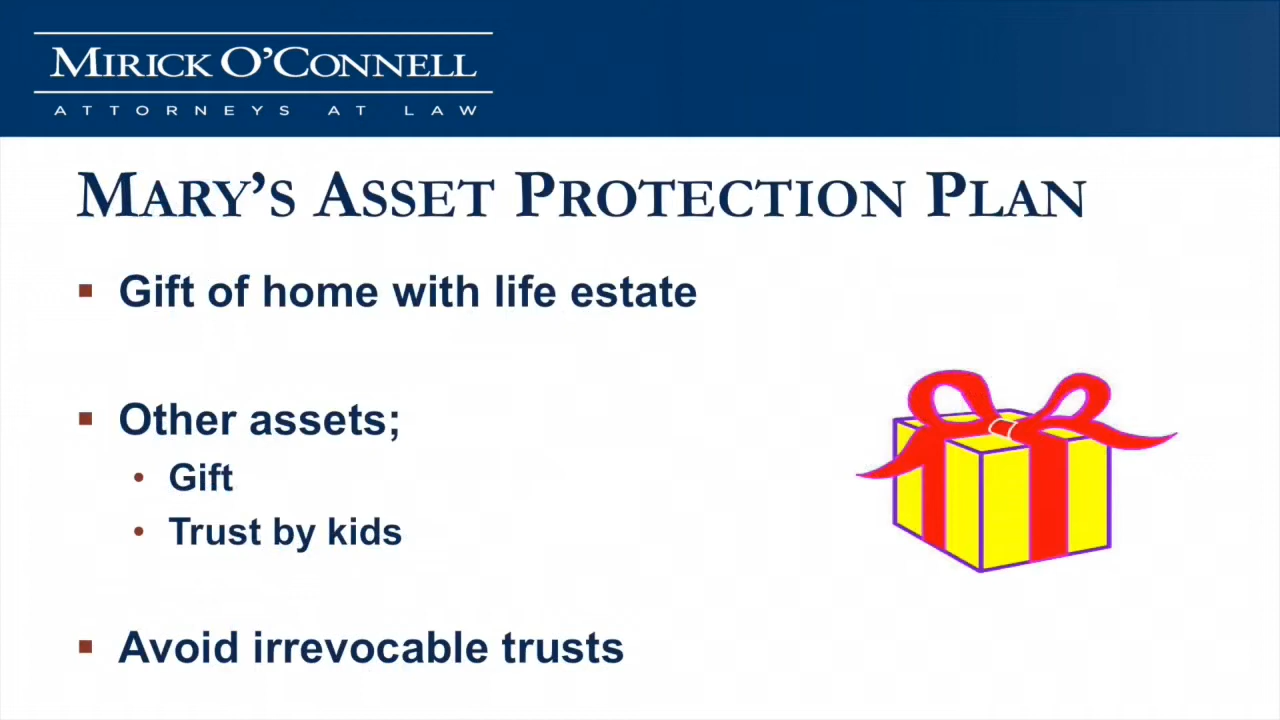 MIRICK O'CONNELL
ATTORNEYS AT LAW
MARY'S ASSET PROTECTION PLAN
▪ Gift of home with life estate
▪ Other assets;
• Gift
• Trust by kids
▪ Avoid irrevocable trusts